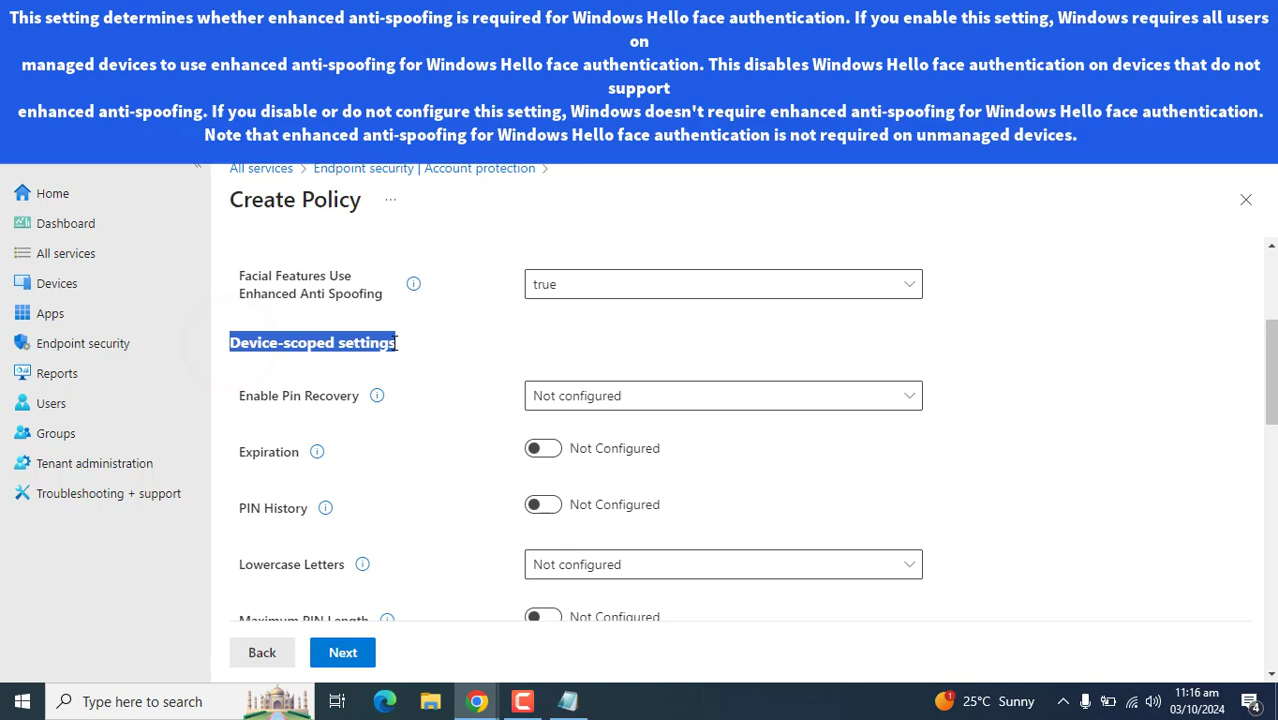 This setting determines whether enhanced anti-spoofing is required for Windows Hello face authentication. If you enable this setting, Windows requires all users
on
managed devices to use enhanced anti-spoofing for Windows Hello face authentication. This disables Windows Hello face authentication on devices that do not
support
enhanced anti-spoofing. If you disable or do not configure this setting, Windows doesn't require enhanced anti-spoofing for Windows Hello face authentication.
Note that enhanced anti-spoofing for Windows Hello face authentication is not required on unmanaged devices.
All services > Endpoint security | Account protection >
Create Policy ...
Home
Dashboard
All services
Devices
Apps
Endpoint security
Reports
Users
Groups
Tenant administration
Troubleshooting + support
Facial Features Use
Enhanced Anti Spoofing
true
Device-scoped settings
Enable Pin Recovery
Not configured
Expiration
Not Configured
PIN History
Not Configured
Lowercase Letters
Not configured
Maximum PIN Length
Not Configured
Back
Next
Type here to search
1
25°C Sunny
11:16 am
03/10/2024
4